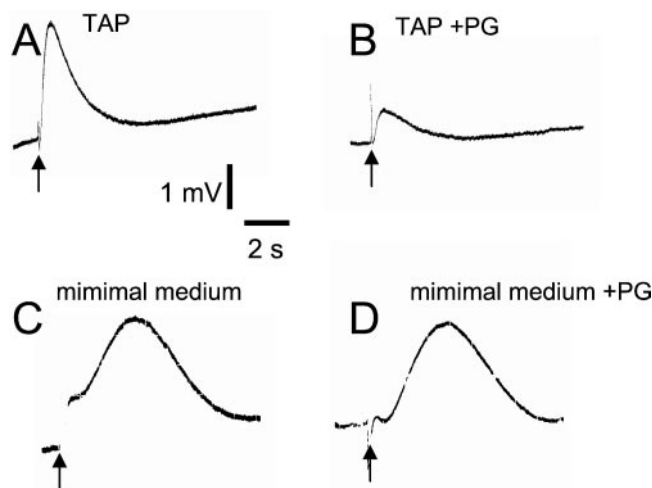 A
TAP
B
TAP +PG
1 mV
2 s
C
mimimal medium
D
mimimal medium +PG